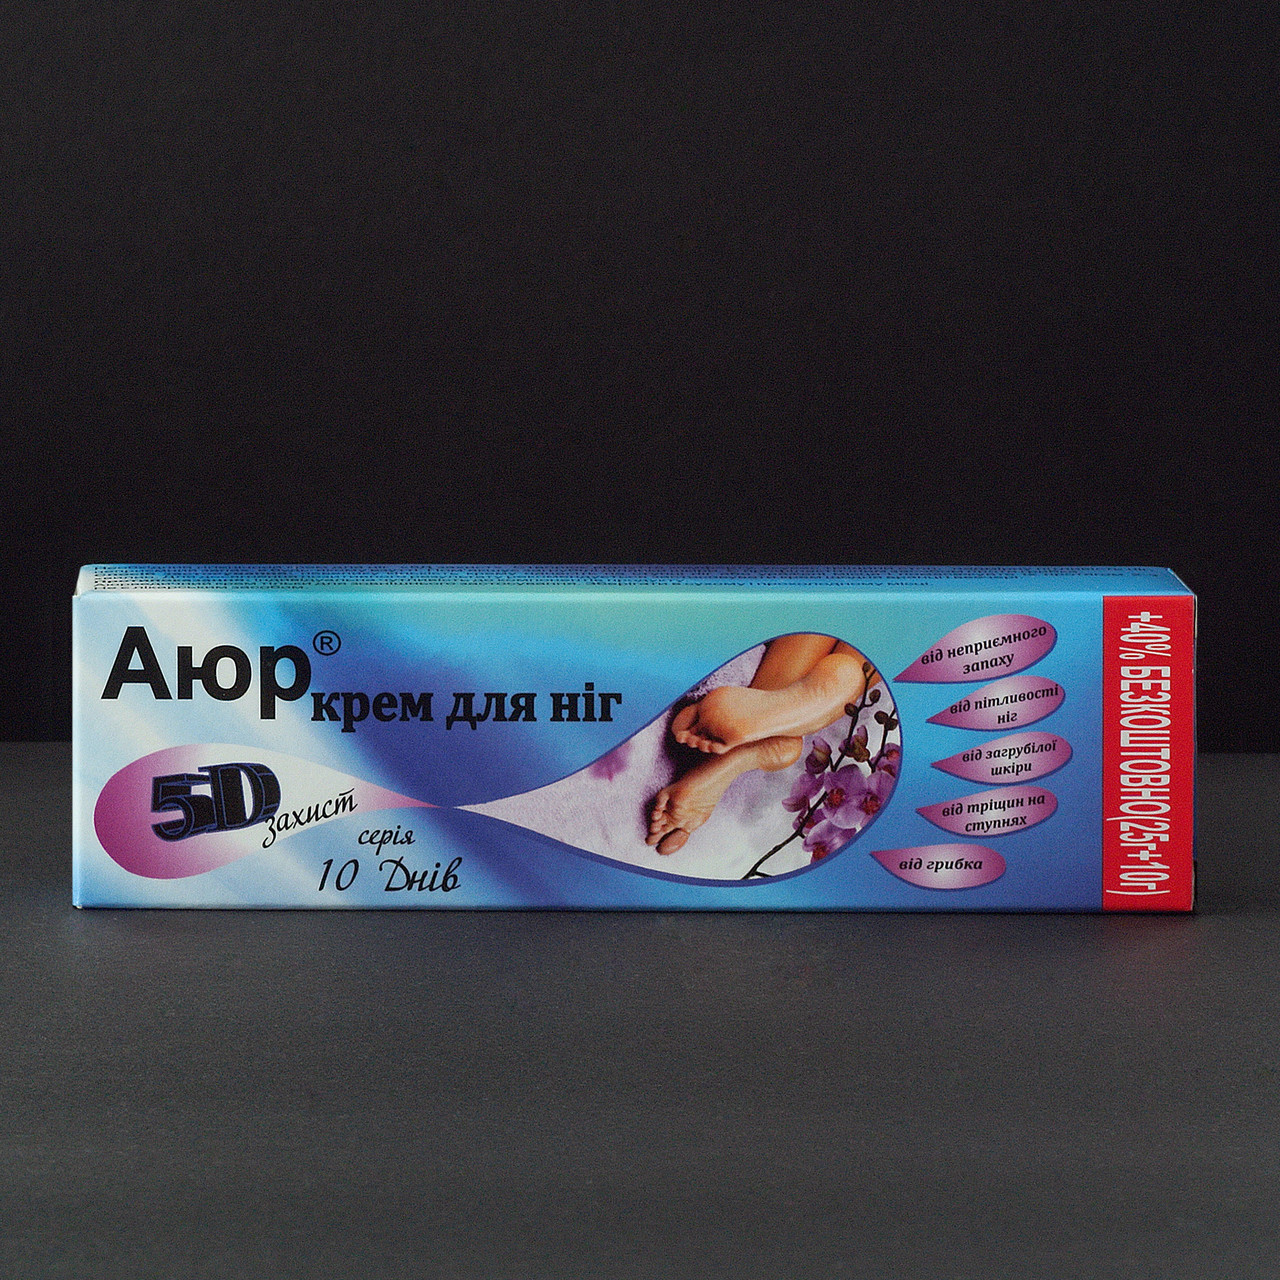 Аюр®
крем для ніг
5D
захист
серія
10 Днів
від неприємного
запаху
від пітливості
ніг
від загрубілої
шкіри
від тріщин на
ступнях
від грибка
+40% БЕЗКОШТОВНО(25г+10г)